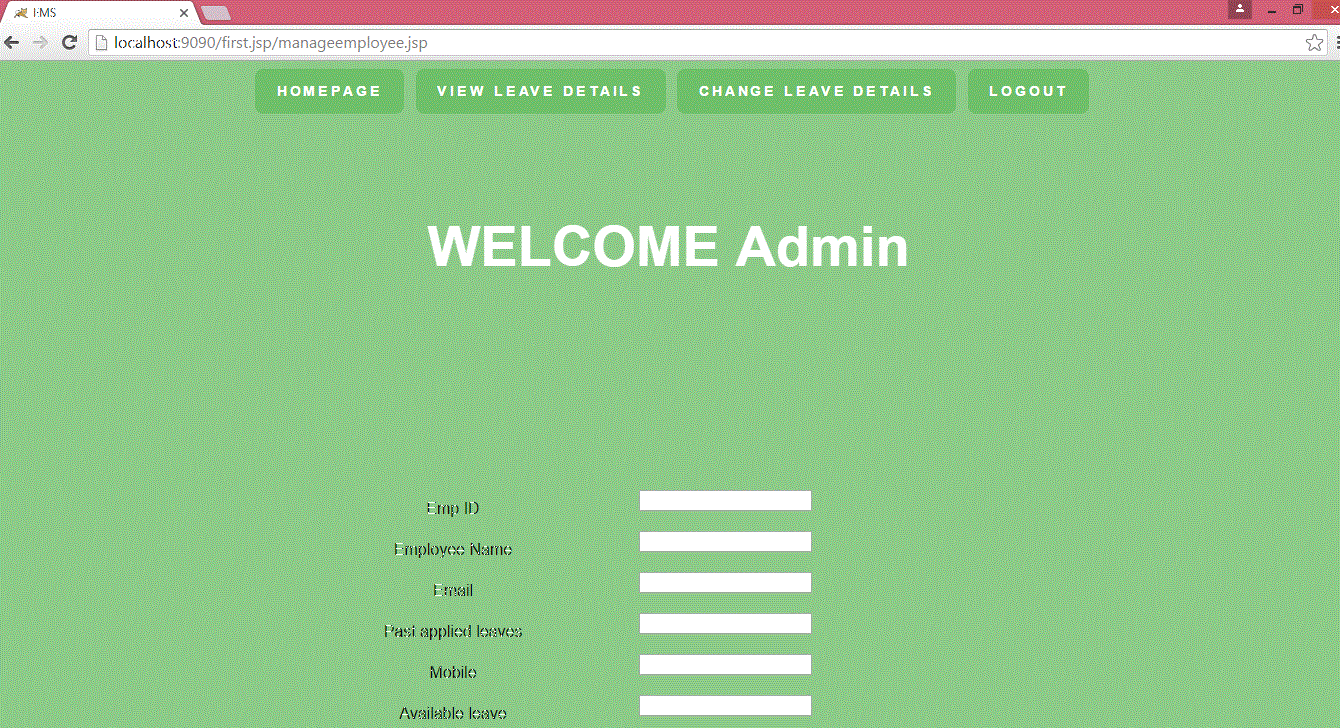 EMS
localhost:9090/first.jsp/manageemployee.jsp
HOMEPAGE VIEW LEAVE DETAILS CHANGE LEAVE DETAILS LOGOUT
WELCOME Admin
Emp ID
Employee Name
Email
Past applied leaves
Mobile
Available leave